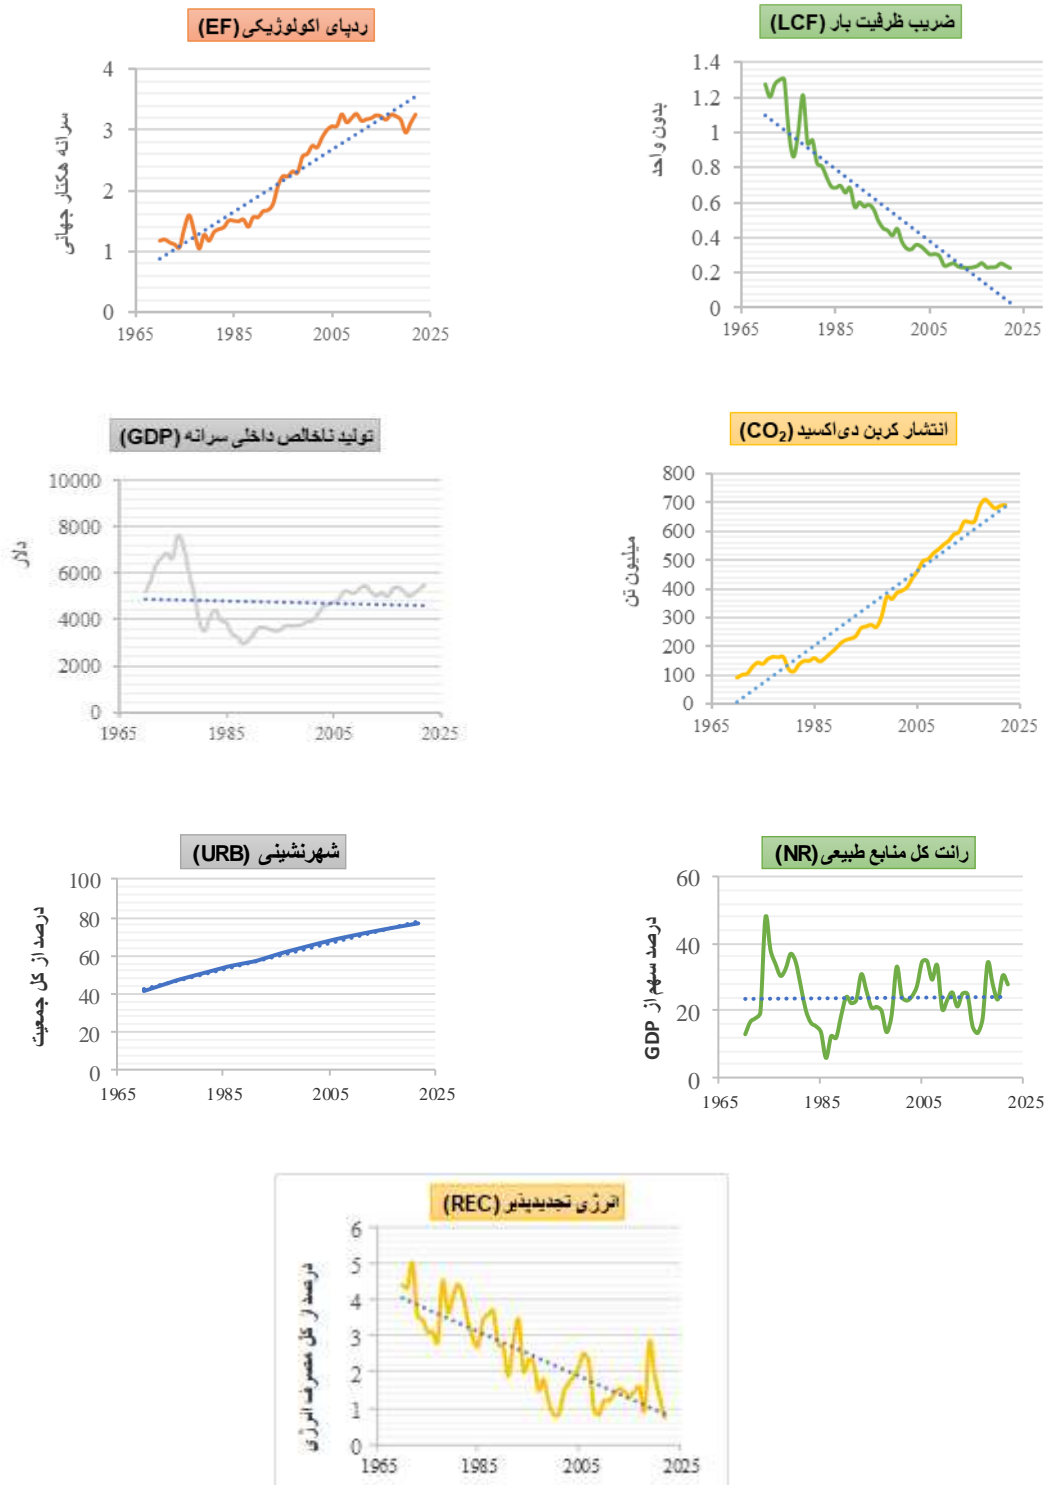 ردپای اکولوژیکی (EF)
سرانه هکتار جهانی
4
3
2
1
0
1965 1985 2005 2025
ضریب ظرفیت بار (LCF)
بدون واحد
1.4
1.2
1
0.8
0.6
0.4
0.2
0
1965 1985 2005 2025
تولید ناخالص داخلی سرانه (GDP)
دلار
10000
8000
6000
4000
2000
0
1965 1985 2005 2025
انتشار کربن دی‌اکسید (CO₂)
میلیون تن
800
700
600
500
400
300
200
100
0
1965 1985 2005 2025
شهرنشینی (URB)
درصد از کل جمعیت
100
80
60
40
20
0
1965 1985 2005 2025
رانت کل منابع طبیعی (NR)
درصد سهم از GDP
60
40
20
0
1965 1985 2005 2025
انرژی تجدیدپذیر (REC)
درصد از کل مصرف انرژی
6
5
4
3
2
1
0
1965 1985 2005 2025